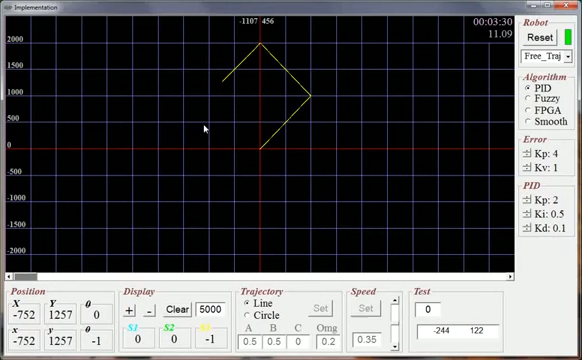 Implementation
-1107 456
00:03:30
11.09
2000
1500
1000
500
0
-500
-1000
-1500
-2000
Robot
Reset
Free_Traj
Algorithm
PID
Fuzzy
FPGA
Smooth
Error
Kp: 4
Kv: 1
PID
Kp: 2
Ki: 0.5
Kd: 0.1
Position
X Y θ
-752 1257 0
x y θ
-752 1257 -1
Display
+ - Clear 5000
S1 S2 S3
0 0 -1
Trajectory
Line
Circle
Set
A B C Omg
0.5 0.5 0 0.2
Speed
Set
0.35
Test
0
-244 122